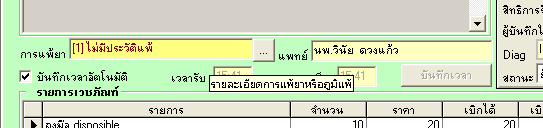 สิทธิการรั
ผู้บันทึกใ
การแพ้ยา [1] ไม่มีประวัติแพ้ ... แพทย์ นพ.วินัย ดวงแก้ว
Diag
บันทึกเวลาอัตโนมัติ เวลารับ 15:41 15:41 บันทึกเวลา
สถานะ
รายละเอียดการแพ้ยาหรือภูมิแพ้
รายการเวชภัณฑ์
รายการ จำนวน ราคา เบิกได้ เบิ
ถุงมือ disposible 10 20 20